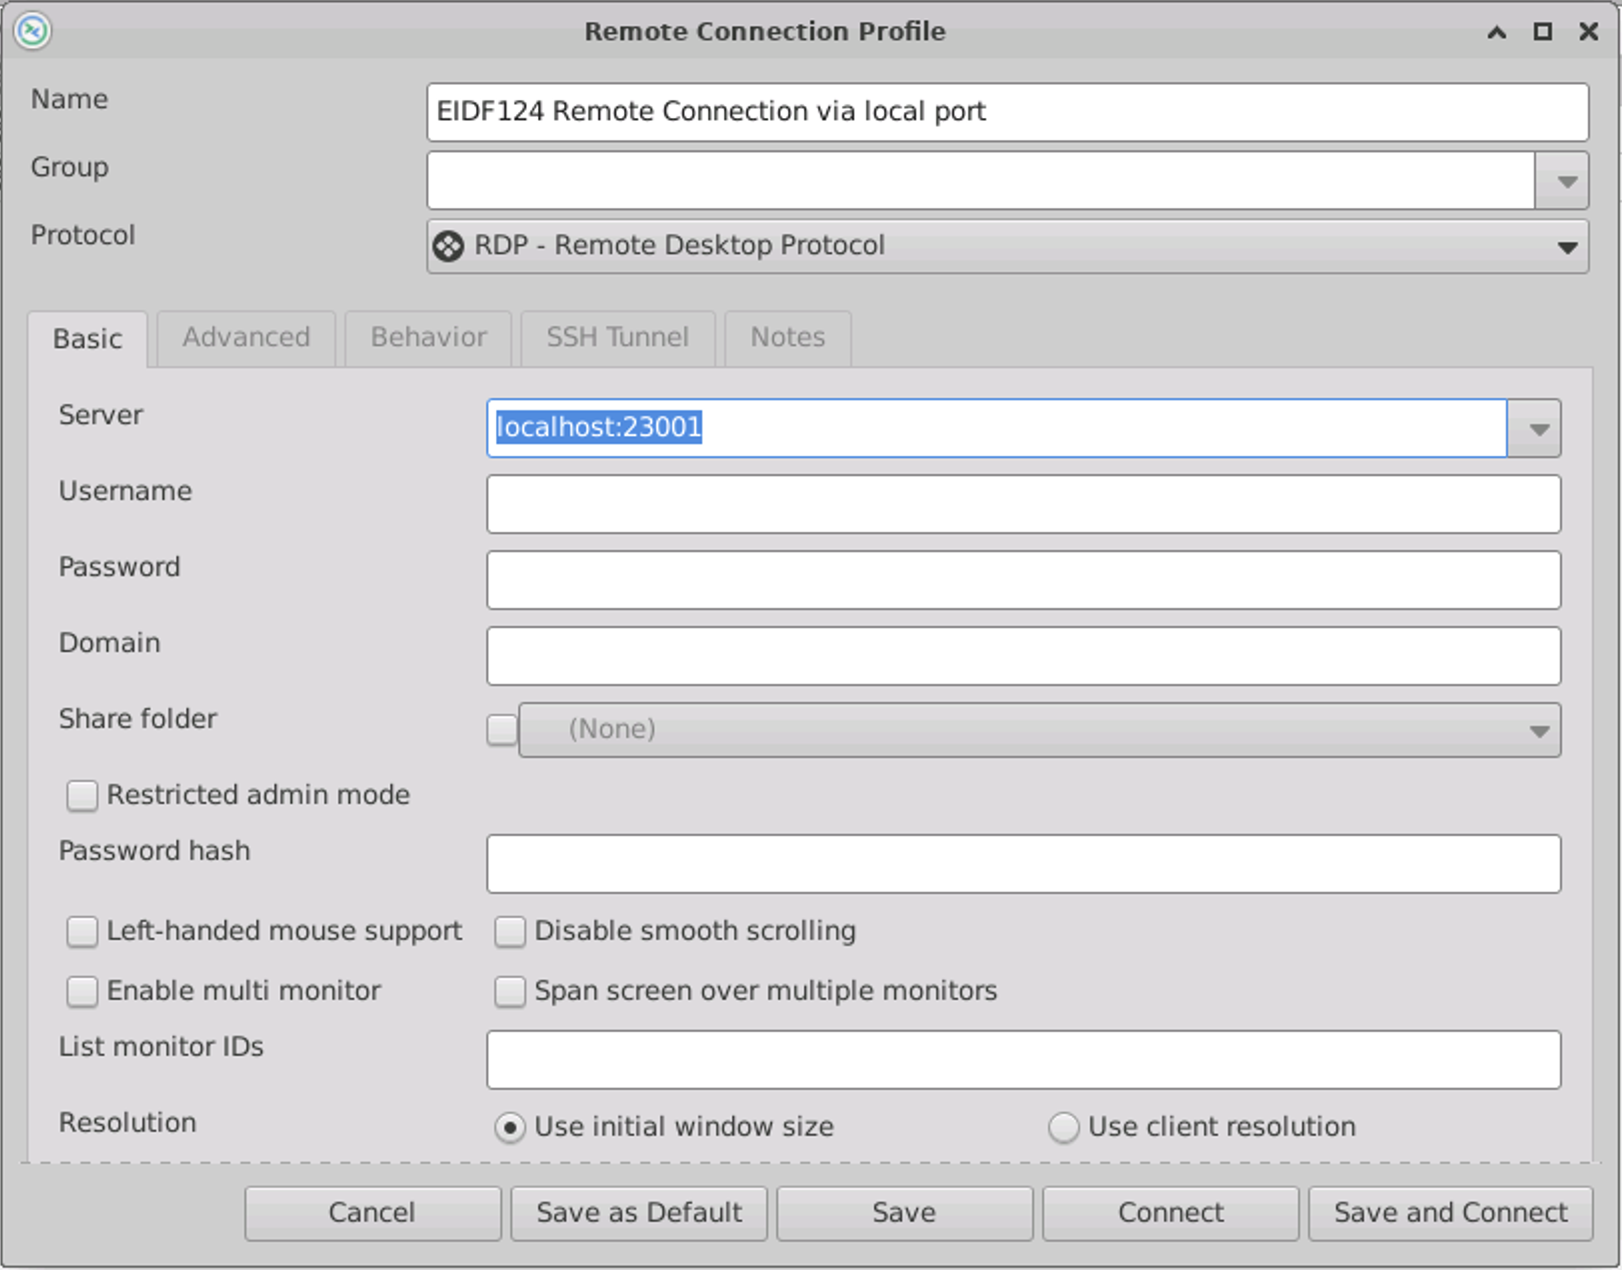 Remote Connection Profile
Name
EIDF124 Remote Connection via local port
Group
Protocol
RDP - Remote Desktop Protocol
Basic Advanced Behavior SSH Tunnel Notes
Server
localhost:23001
Username
Password
Domain
Share folder
(None)
Restricted admin mode
Password hash
Left-handed mouse support Disable smooth scrolling
Enable multi monitor Span screen over multiple monitors
List monitor IDs
Resolution Use initial window size Use client resolution
Cancel Save as Default Save Connect Save and Connect